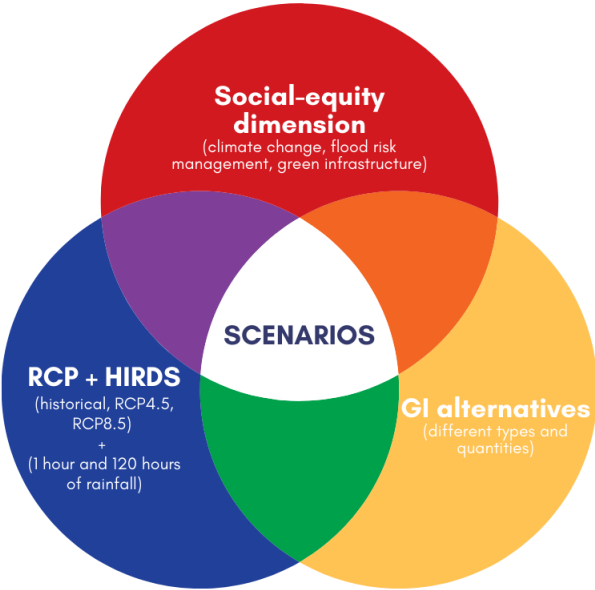 Social-equity
dimension
(climate change, flood risk
management, green infrastructure)
SCENARIOS
RCP + HIRDS
(historical, RCP4.5,
RCP8.5)
+
(1 hour and 120 hours
of rainfall)
GI alternatives
(different types and
quantities)